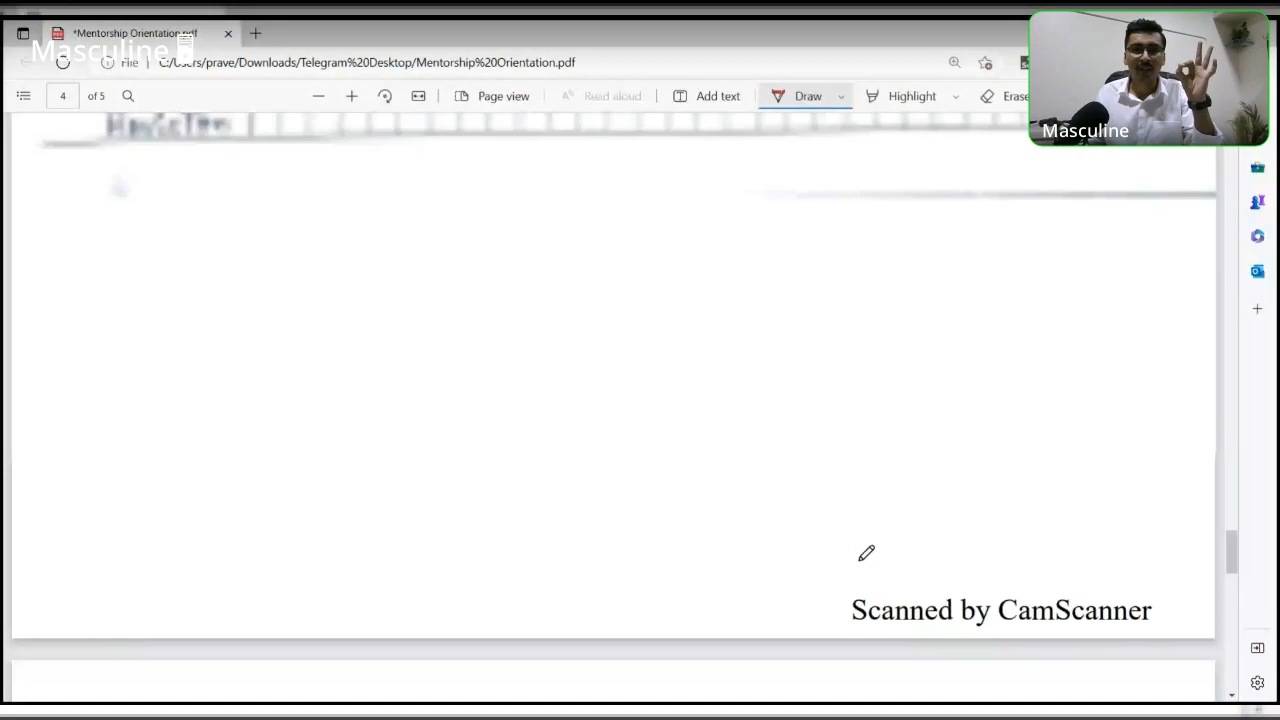 *Mentorship Orientation.pdf
Masculine
File
C:/Users/prave/Downloads/Telegram%20Desktop/Mentorship%20Orientation.pdf
4 of 5
Page view
Read aloud
Add text
Draw
Highlight
Erase
Masculine
Scanned by CamScanner